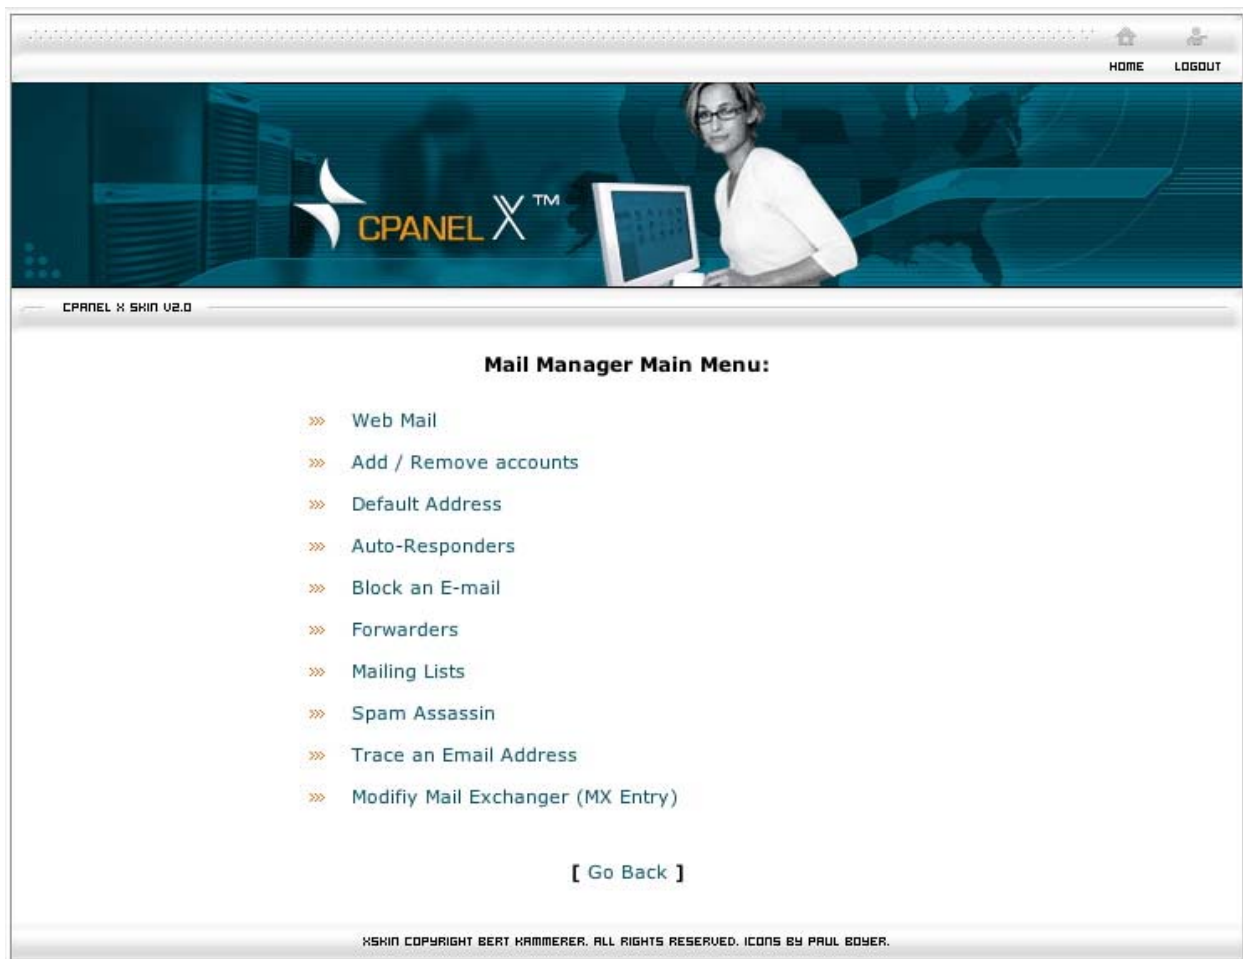 HOME LOGOUT
CPANEL X ™
CPANEL X SKIN V2.0
Mail Manager Main Menu:
Web Mail
Add / Remove accounts
Default Address
Auto-Responders
Block an E-mail
Forwarders
Mailing Lists
Spam Assassin
Trace an Email Address
Modifiy Mail Exchanger (MX Entry)
[ Go Back ]
XSKIN COPYRIGHT BERT KAMMERER. ALL RIGHTS RESERVED. ICONS BY PAUL BOYER.